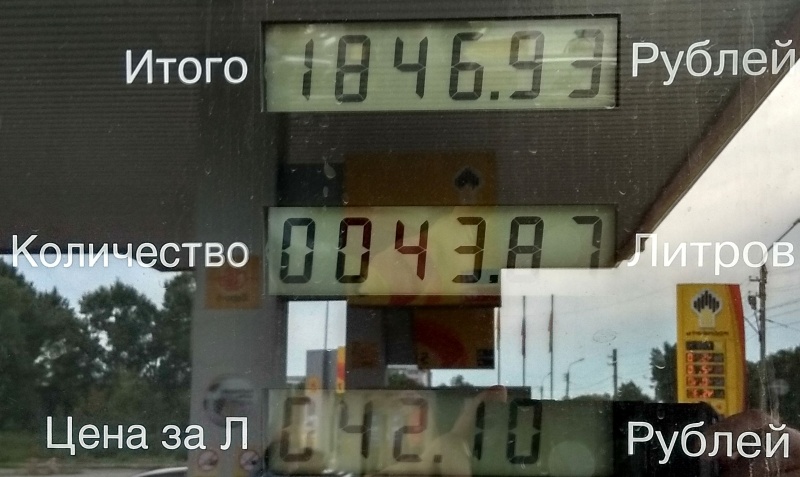 Итого 1846.93 Рублей
Количество 0043.87 Литров
Цена за Л 042.10 Рублей